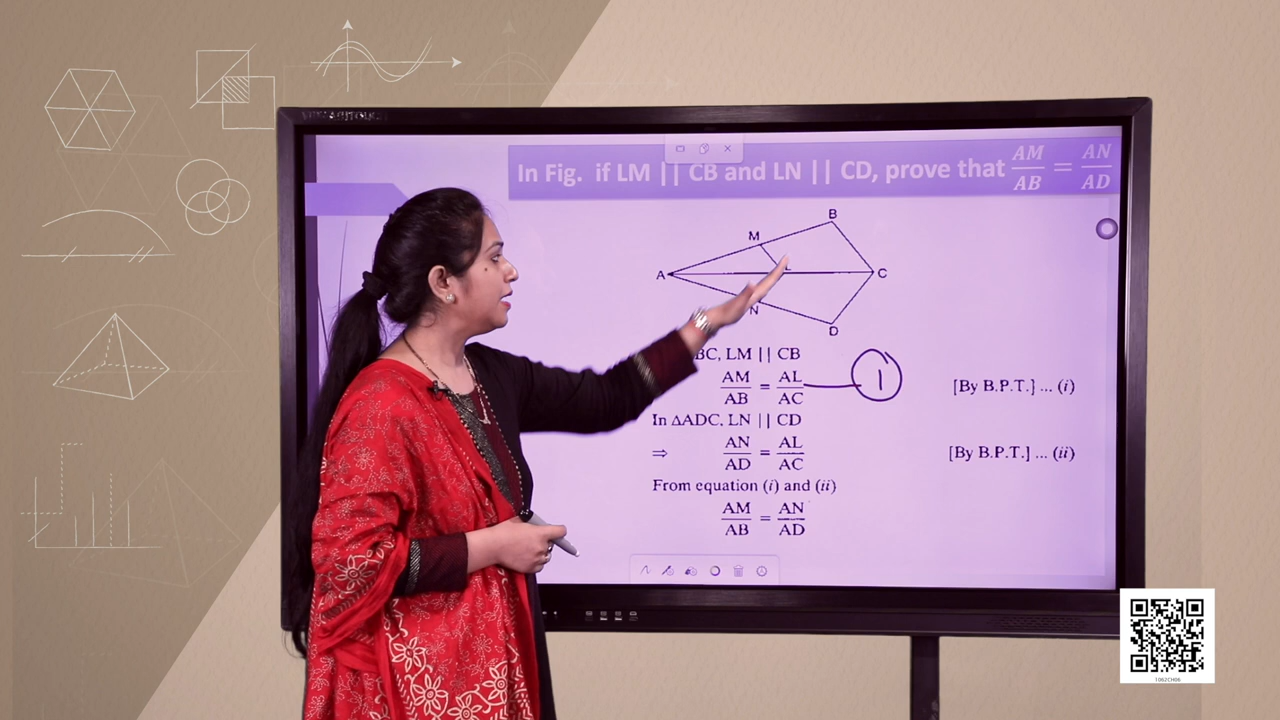 In Fig. if LM || CB and LN || CD, prove that AM/AB = AN/AD
B
M
A
C
N
D
BC, LM || CB
AM/AB = AL/AC 1 [By B.P.T.] ... (i)
In ΔADC, LN || CD
⇒ AN/AD = AL/AC [By B.P.T.] ... (ii)
From equation (i) and (ii)
AM/AB = AN/AD
1062CH06